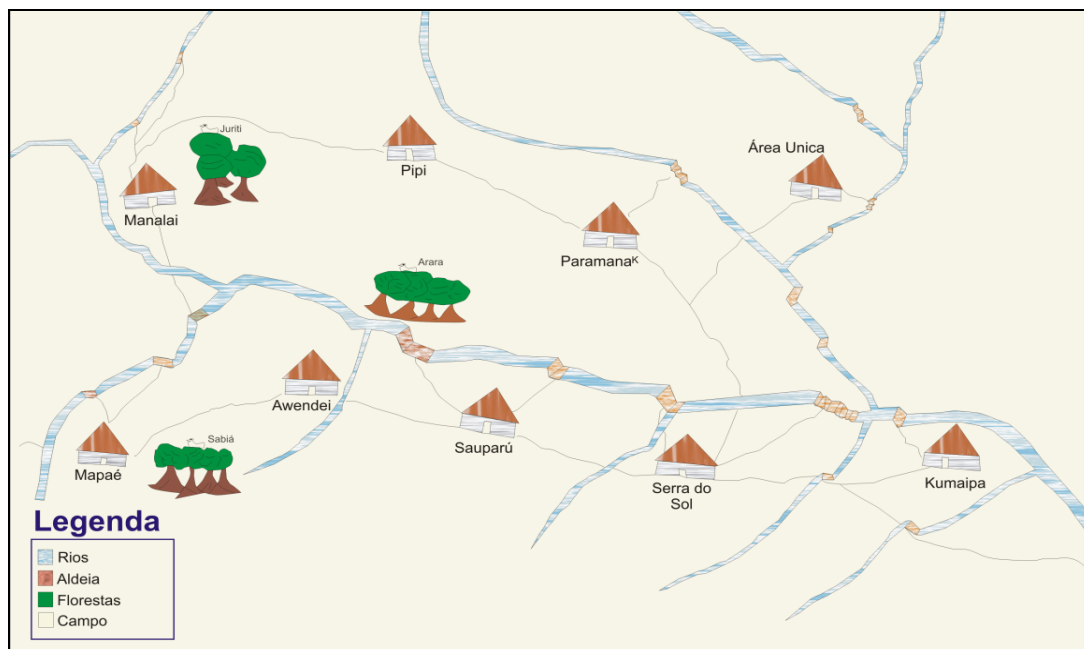 Juriti
Pipi
Área Unica
Manalai
Paramanaᴷ
Arara
Awendei
Sauparú
Sabiá
Mapaé
Serra do
Sol
Kumaipa
Legenda
Rios
Aldeia
Florestas
Campo